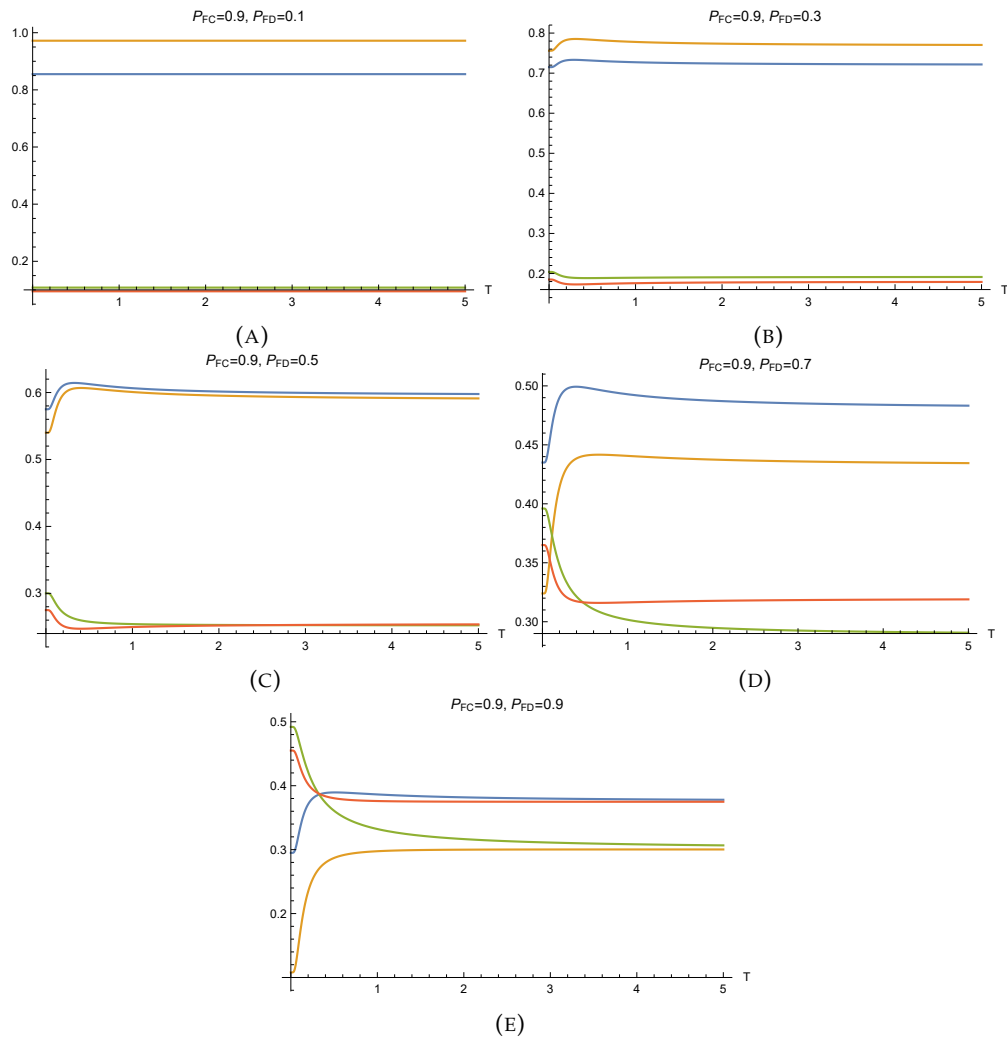 P_FC=0.9, P_FD=0.1
1.0
0.8
0.6
0.4
0.2
1 2 3 4 5 T
(A)
P_FC=0.9, P_FD=0.3
0.8
0.7
0.6
0.5
0.4
0.3
0.2
1 2 3 4 5 T
(B)
P_FC=0.9, P_FD=0.5
0.6
0.5
0.4
0.3
1 2 3 4 5 T
(C)
P_FC=0.9, P_FD=0.7
0.50
0.45
0.40
0.35
0.30
1 2 3 4 5 T
(D)
P_FC=0.9, P_FD=0.9
0.5
0.4
0.3
0.2
1 2 3 4 5 T
(E)